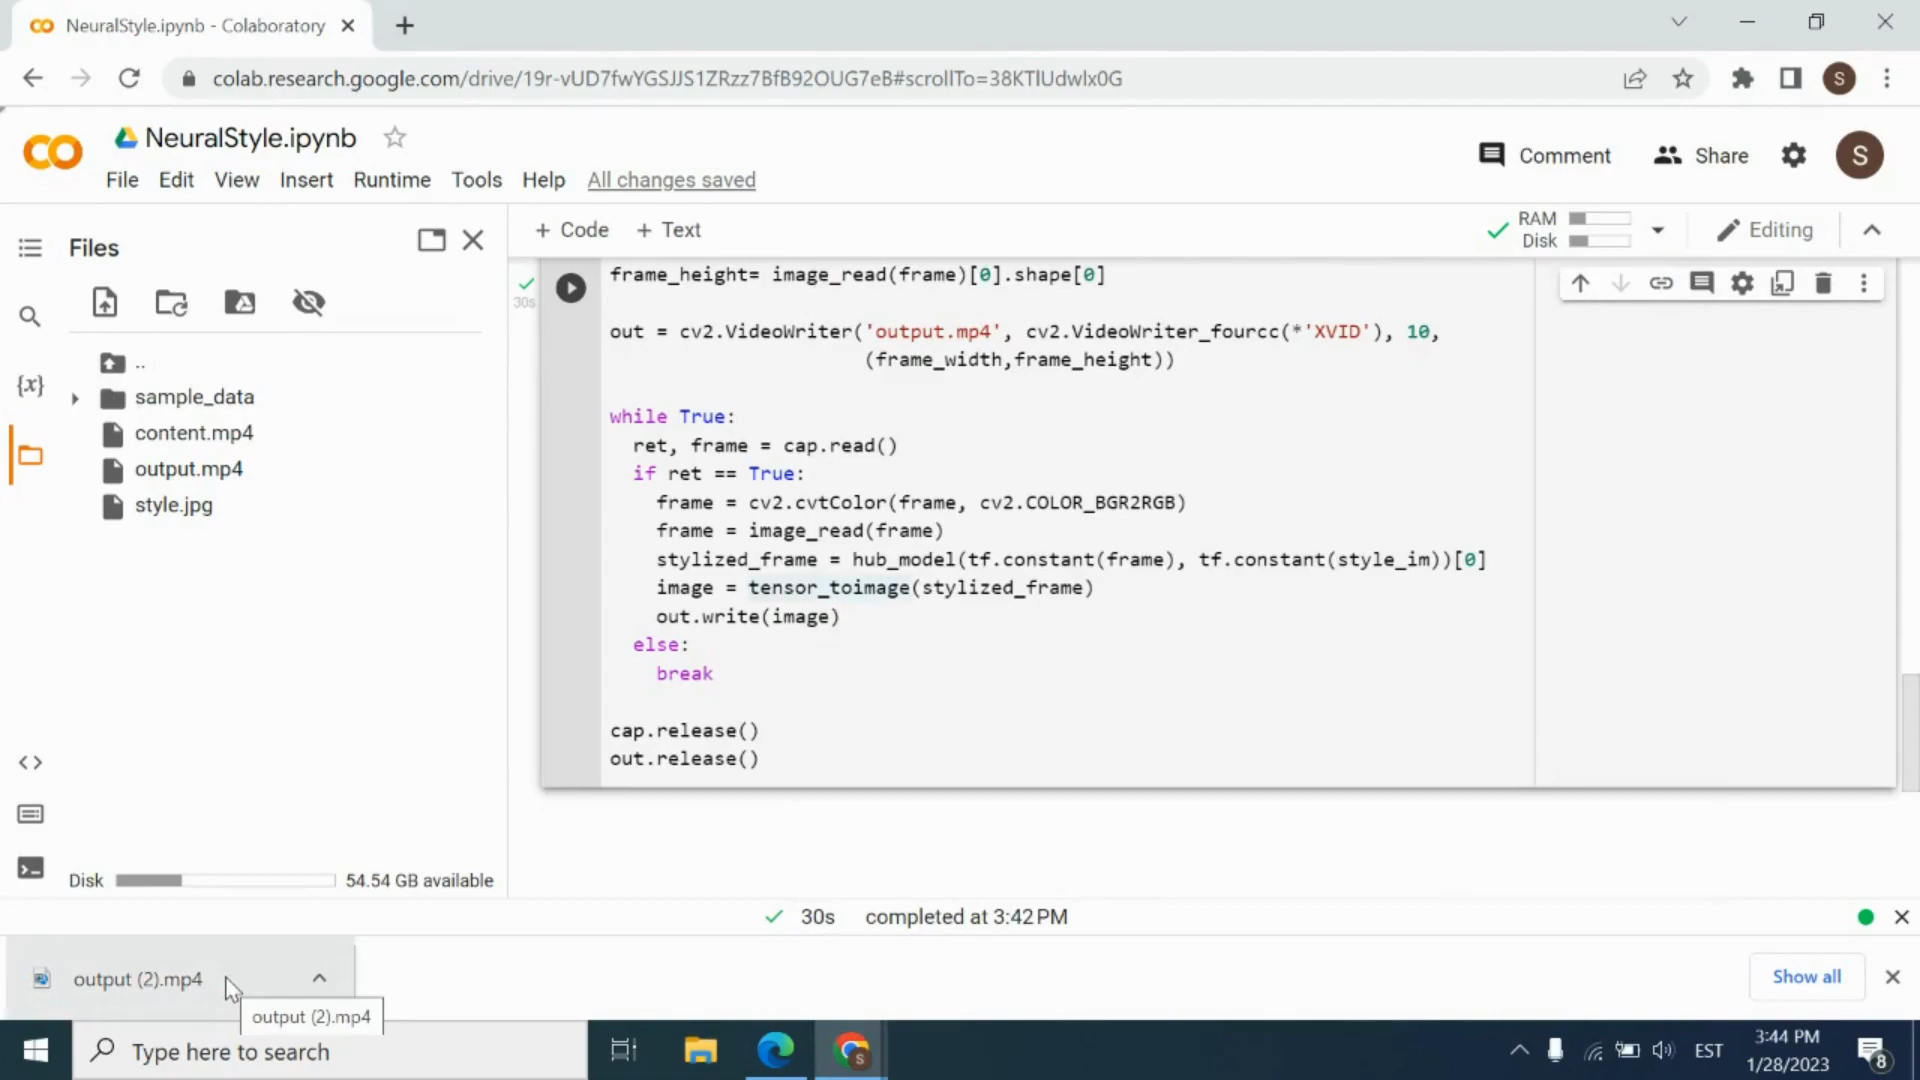 NeuralStyle.ipynb - Colaboratory
colab.research.google.com/drive/19r-vUD7fwYGSJJS1ZRzz7BfB92OUG7eB#scrollTo=38KTlUdwlx0G
S
NeuralStyle.ipynb
Comment
Share
S
File Edit View Insert Runtime Tools Help All changes saved
Files
+ Code + Text
RAM
Disk
Editing
30s
frame_height= image_read(frame)[0].shape[0]
out = cv2.VideoWriter('output.mp4', cv2.VideoWriter_fourcc(*'XVID'), 10,
(frame_width,frame_height))
while True:
ret, frame = cap.read()
if ret == True:
frame = cv2.cvtColor(frame, cv2.COLOR_BGR2RGB)
frame = image_read(frame)
stylized_frame = hub_model(tf.constant(frame), tf.constant(style_im))[0]
image = tensor_toimage(stylized_frame)
out.write(image)
else:
break
cap.release()
out.release()
{x}
..
sample_data
content.mp4
output.mp4
style.jpg
Disk
54.54 GB available
30s completed at 3:42 PM
output (2).mp4
output (2).mp4
Show all
Type here to search
S
EST
3:44 PM
1/28/2023
8